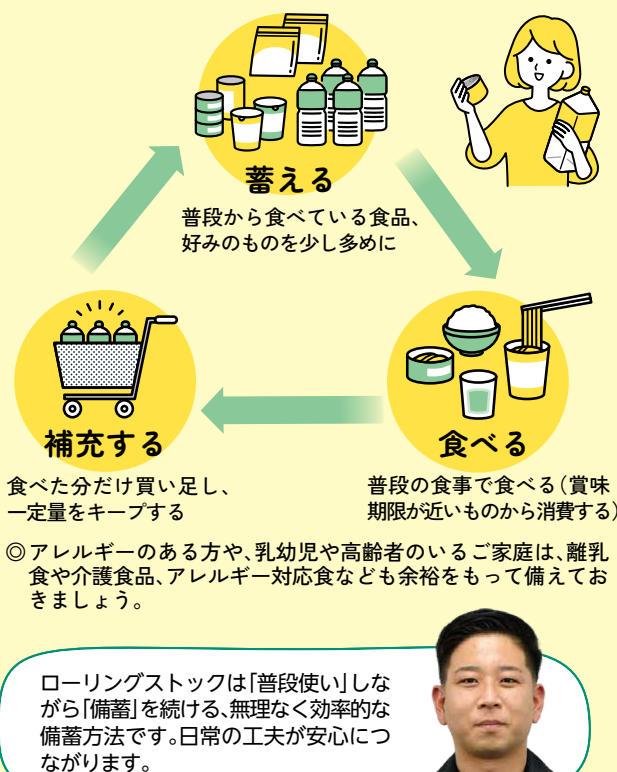 蓄える
普段から食べている食品、
好みのものを少し多めに
補充する
食べた分だけ買い足し、
一定量をキープする
食べる
普段の食事で食べる(賞味
期限が近いものから消費する)
◎アレルギーのある方や、乳幼児や高齢者のいるご家庭は、離乳
食や介護食品、アレルギー対応食なども余裕をもって備えてお
きましょう。
ローリングストックは「普段使い」しな
がら「備蓄」を続ける、無理なく効率的な
備蓄方法です。日常の工夫が安心につ
ながります。